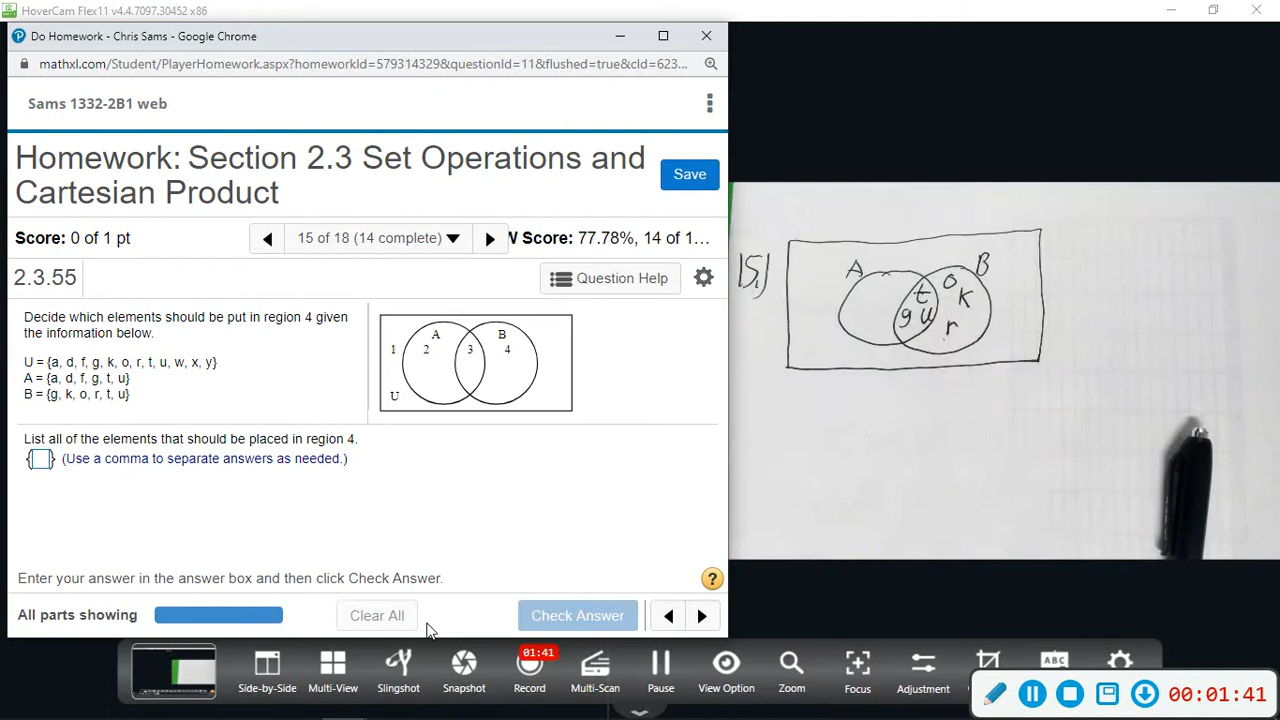 HoverCam Flex11 v4.4.7097.30452 x86
Do Homework - Chris Sams - Google Chrome
mathxl.com/Student/PlayerHomework.aspx?homeworkId=579314329&questionId=11&flushed=true&cId=623...
Sams 1332-2B1 web
Homework: Section 2.3 Set Operations and
Cartesian Product
Save
Score: 0 of 1 pt
15 of 18 (14 complete)
W Score: 77.78%, 14 of 1...
2.3.55
Question Help
Decide which elements should be put in region 4 given
the information below.
U = {a, d, f, g, k, o, r, t, u, w, x, y}
A = {a, d, f, g, t, u}
B = {g, k, o, r, t, u}
A B
1 2 3 4
U
List all of the elements that should be placed in region 4.
{ } (Use a comma to separate answers as needed.)
Enter your answer in the answer box and then click Check Answer.
?
All parts showing
Clear All
Check Answer
15)
A B
t o
k
g u
r
1:41
Side-by-Side
Multi-View
Slingshot
Snapshot
Record
Multi-Scan
Pause
View Option
Zoom
Focus
Adjustment
ABC
00:01:41